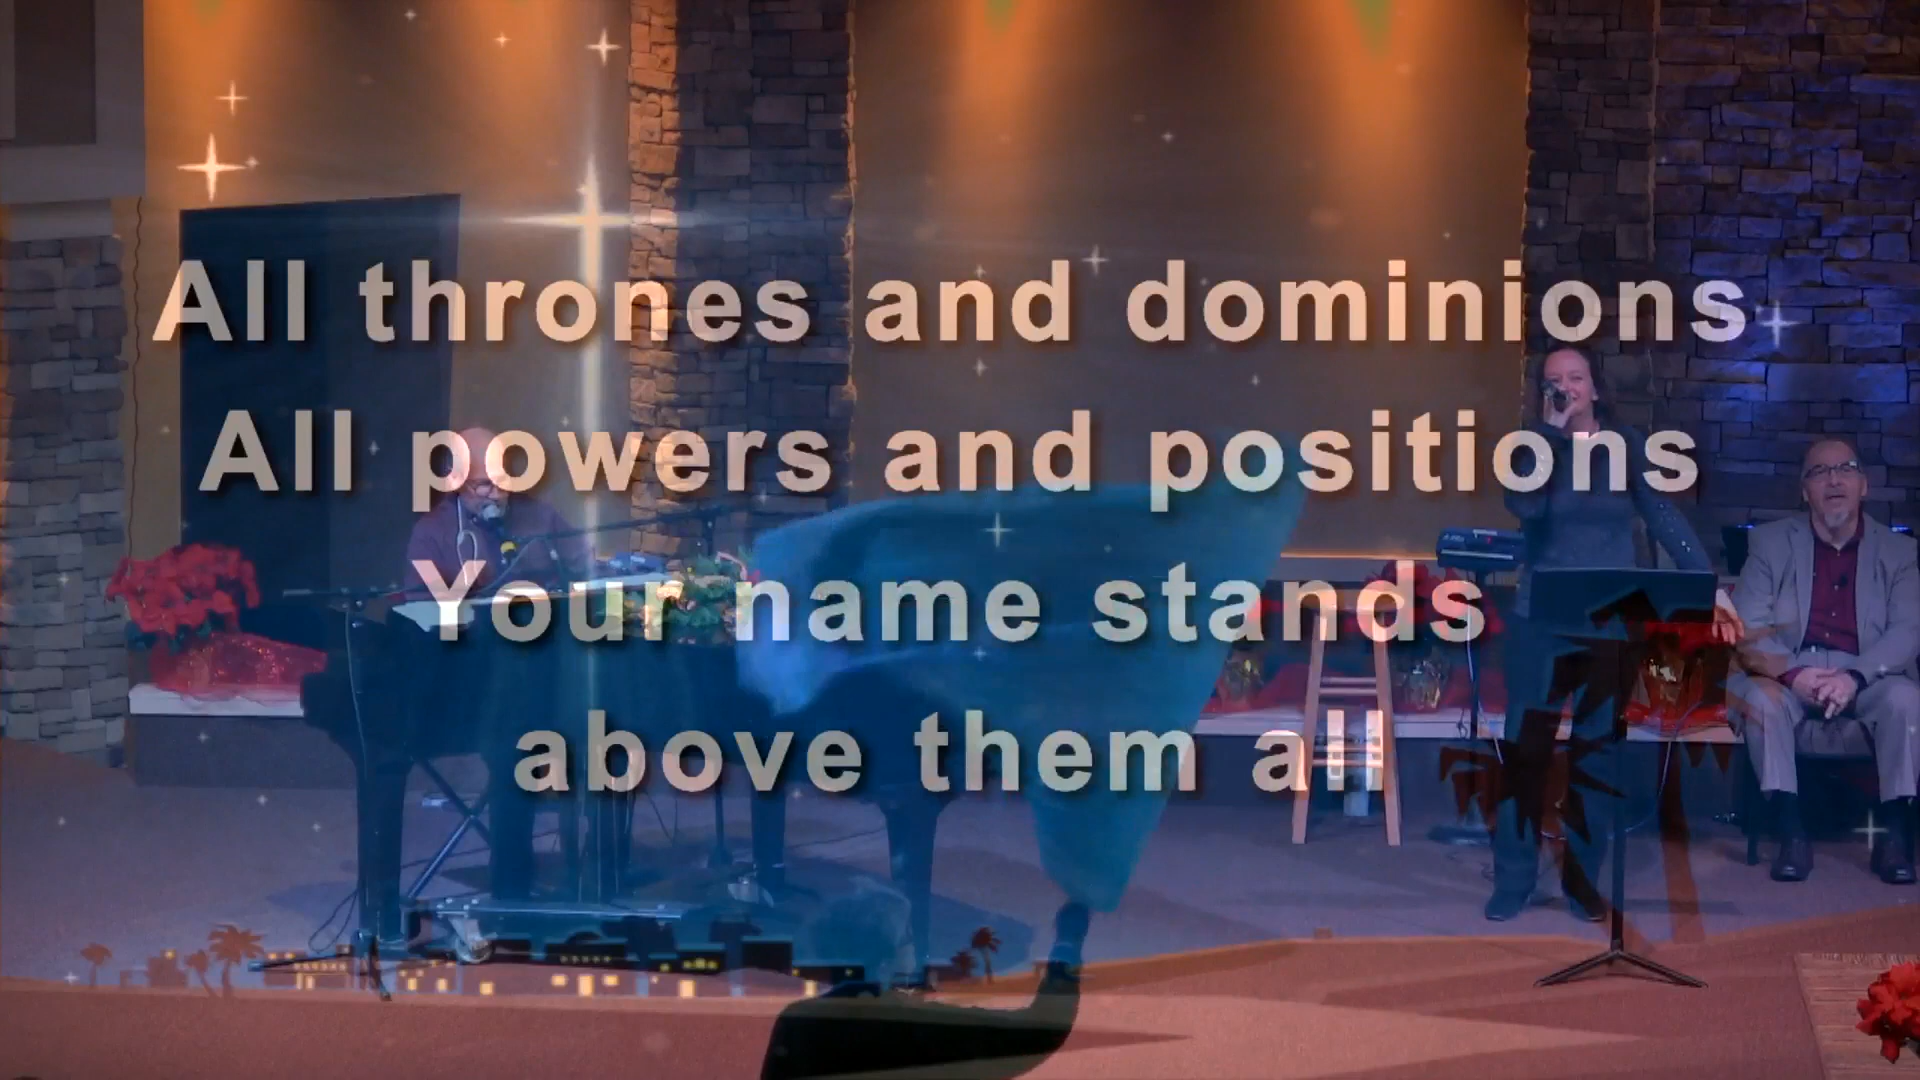 All thrones and dominions
All powers and positions
Your name stands
above them all